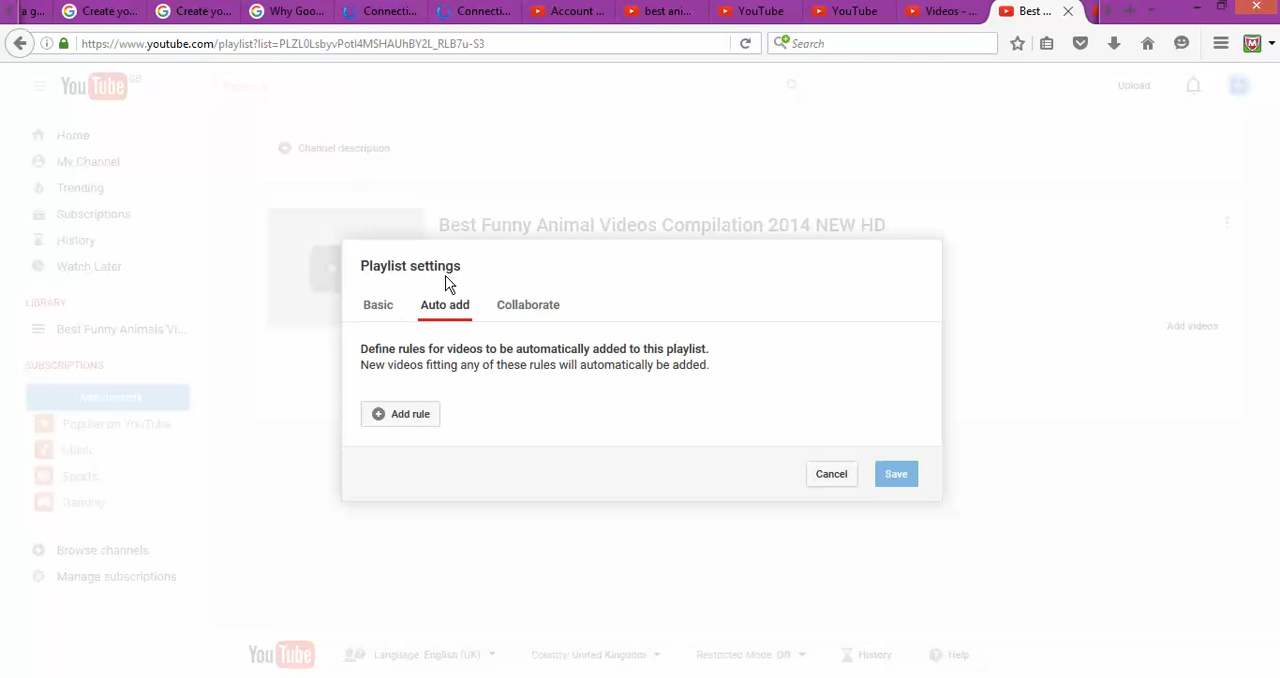 a g...
Create yo...
Create yo...
Why Goo...
Connecti...
Connecti...
Account ...
best ani...
YouTube
YouTube
Videos - ...
Best ...
https://www.youtube.com/playlist?list=PLZL0LsbyvPotI4MSHAUhBY2L_RLB7u-S3
Search
YouTube GB
Upload
Home
Channel description
My Channel
Trending
Subscriptions
Best Funny Animal Videos Compilation 2014 NEW HD
History
Watch Later
Playlist settings
LIBRARY
Basic
Auto add
Collaborate
Best Funny Animals Vi...
Add videos
Define rules for videos to be automatically added to this playlist.
New videos fitting any of these rules will automatically be added.
SUBSCRIPTIONS
Add rule
Popular on YouTube
Music
Sports
Cancel
Save
Gaming
Browse channels
Manage subscriptions
YouTube
Language: English (UK)
Country: United Kingdom
Restricted Mode: Off
History
Help